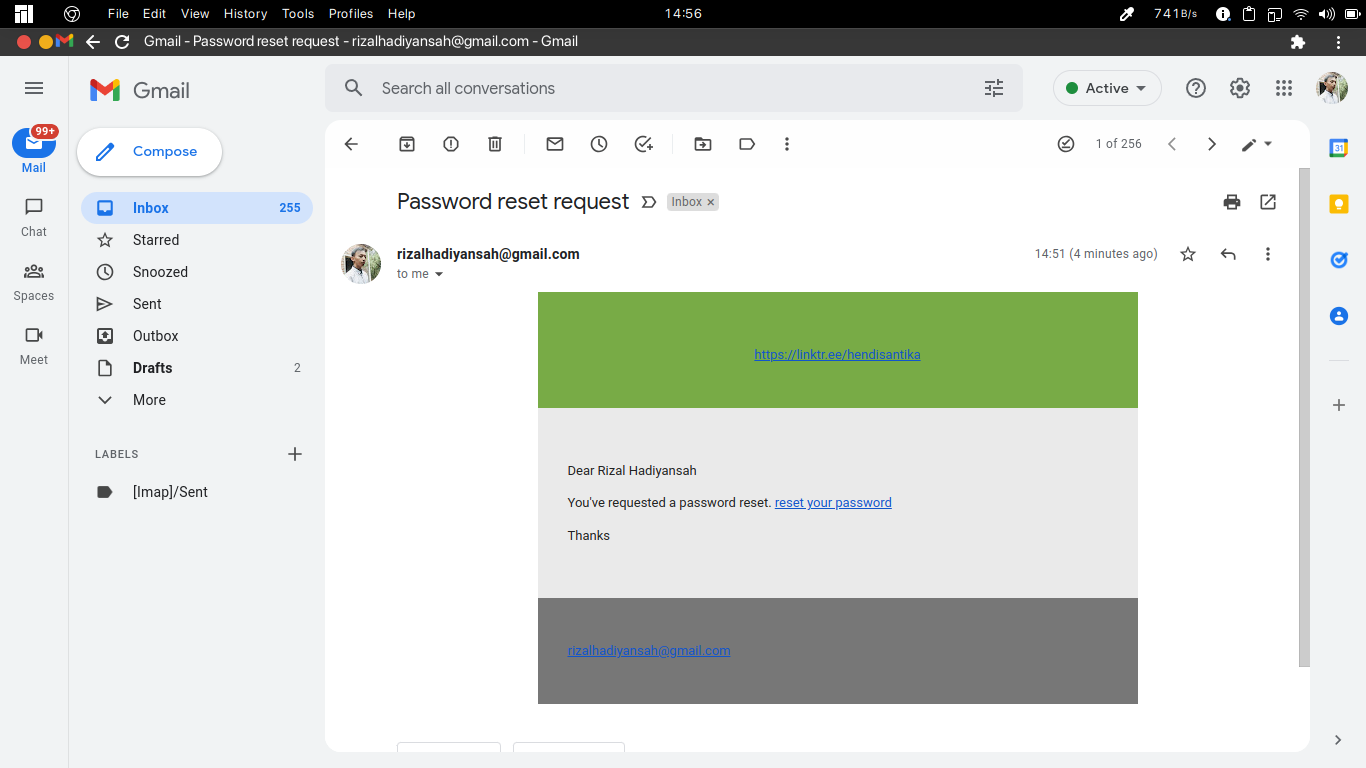 File Edit View History Tools Profiles Help 14:56 741B/s
Gmail - Password reset request - rizalhadiyansah@gmail.com - Gmail
Gmail
Search all conversations
Active
99+
Mail
Chat
Spaces
Meet
Compose
Inbox 255
Starred
Snoozed
Sent
Outbox
Drafts 2
More
LABELS
[Imap]/Sent
1 of 256
Password reset request Inbox ×
rizalhadiyansah@gmail.com 14:51 (4 minutes ago)
to me
https://linktr.ee/hendisantika
Dear Rizal Hadiyansah
You've requested a password reset. reset your password
Thanks
rizalhadiyansah@gmail.com
31